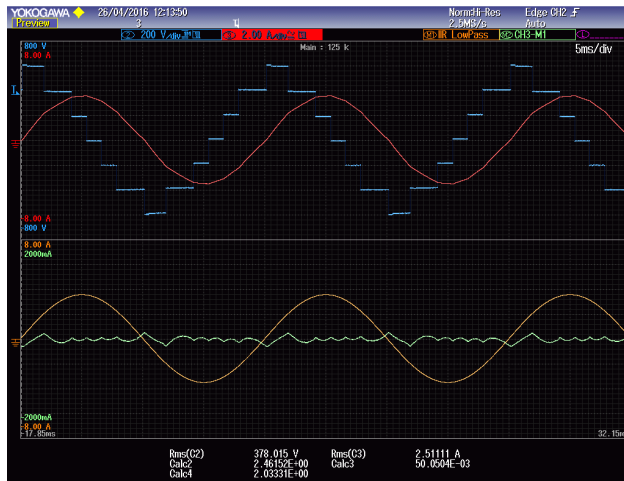 YOKOGAWA 26/04/2016 12:13:50 Norm:Hi-Res Edge CH2
Preview 3 2.5MS/s Auto
200 V/div 2.00 A/div IIR LowPass CH3-M1
800 V Main : 125 k 5ms/div
8.00 A
-8.00 A
-800 V
8.00 A
2000mA
-2000mA
-8.00 A
-17.85ms 32.15m
Rms(C2) 378.015 V Rms(C3) 2.51111 A
Calc2 2.46152E+00 Calc3 50.0504E-03
Calc4 2.03331E+00